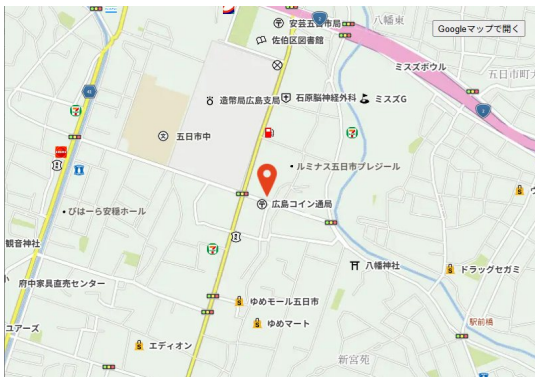 安芸五日市局
八幡東
2
Googleマップで開く
佐伯区図書館
ミスズボウル
五日市町
造幣局広島支局
石原脳神経外科
ミスズG
五日市中
ルミナス五日市プレジール
びはーら安穏ホール
広島コイン通局
観音神社
八幡神社
ドラッグセガミ
府中家具直売センター
ゆめモール五日市
ユアーズ
ゆめマート
駅前橋
エディオン
新宮苑